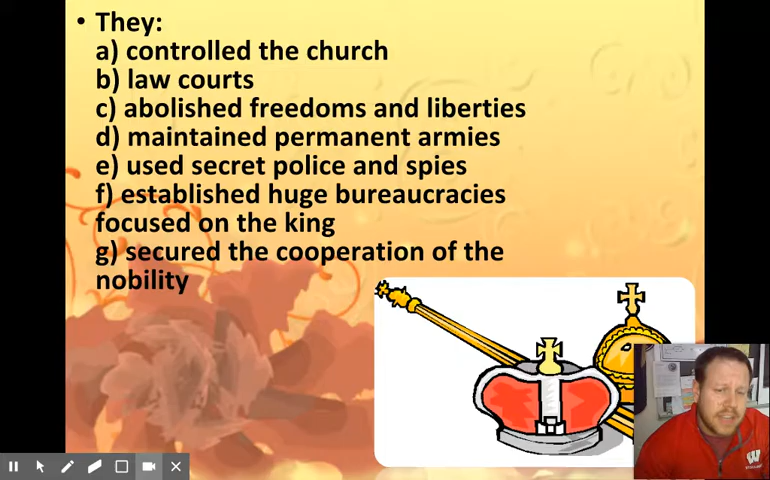 • They:
a) controlled the church
b) law courts
c) abolished freedoms and liberties
d) maintained permanent armies
e) used secret police and spies
f) established huge bureaucracies
focused on the king
g) secured the cooperation of the
nobility
W